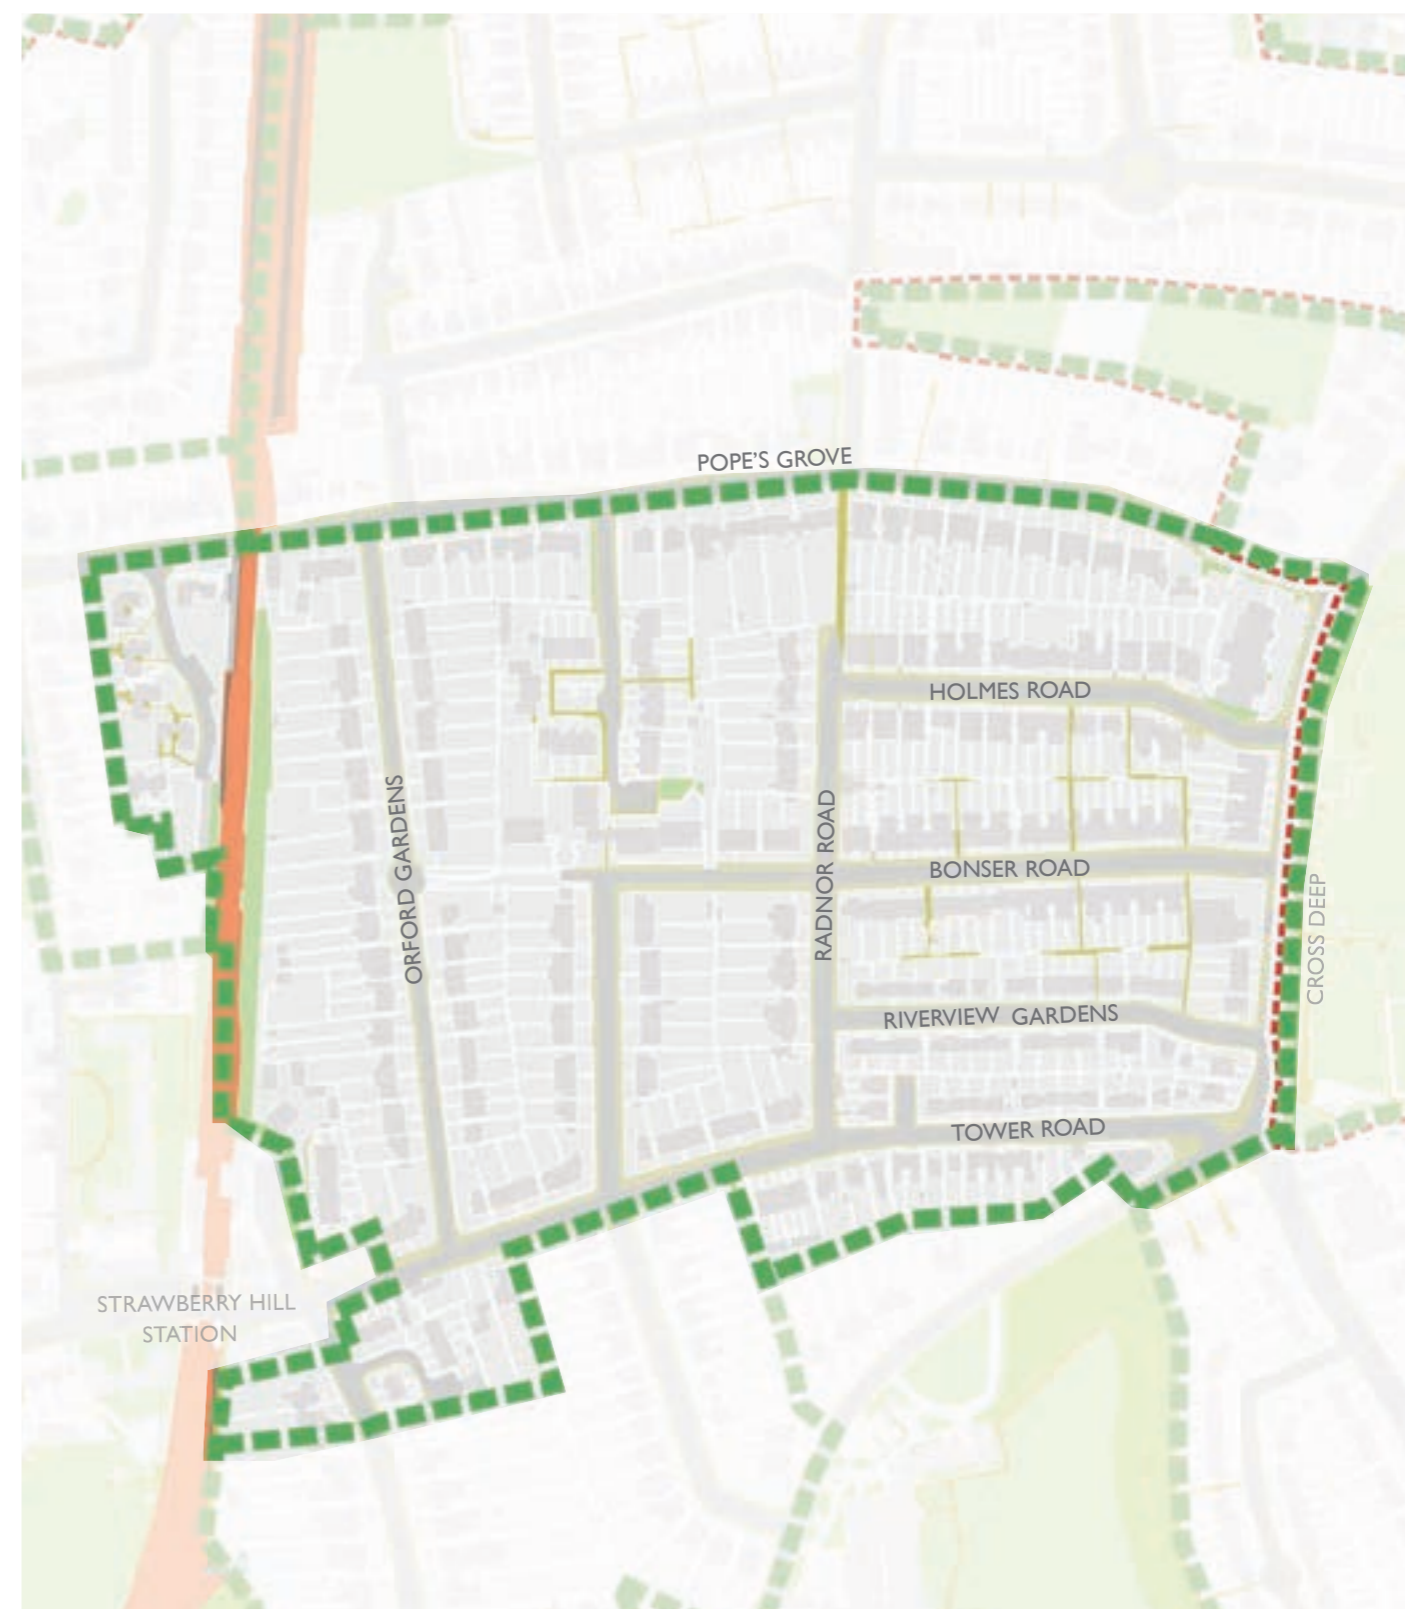 POPE'S GROVE
HOLMES ROAD
ORFORD GARDENS
RADNOR ROAD
BONSER ROAD
CROSS DEEP
RIVERVIEW GARDENS
TOWER ROAD
STRAWBERRY HILL
STATION